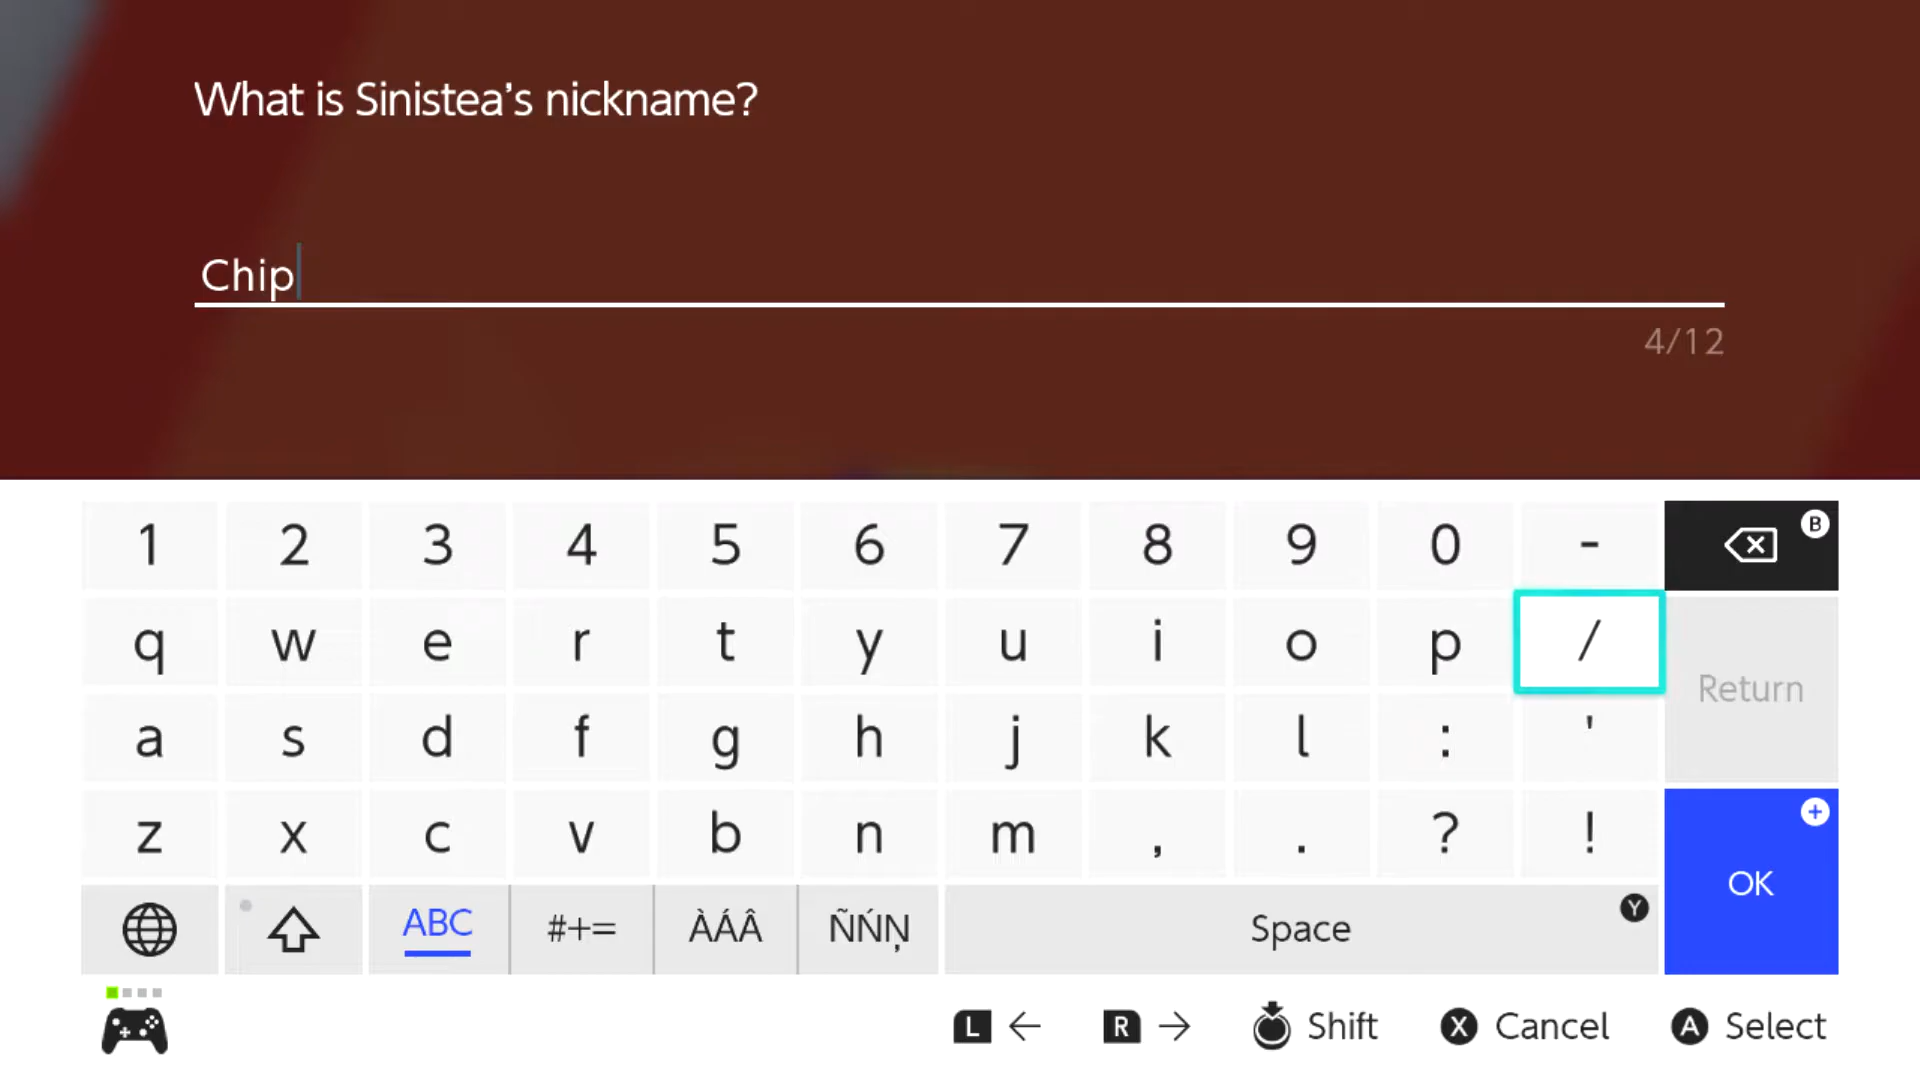 What is Sinistea's nickname?
Chip
4/12
1 2 3 4 5 6 7 8 9 0 - B
q w e r t y u i o p /
Return
a s d f g h j k l : '
z x c v b n m , . ? ! +
OK
ABC #+= ÀÁÂ ÑŃŅ Space Y
L ← R → Shift X Cancel A Select